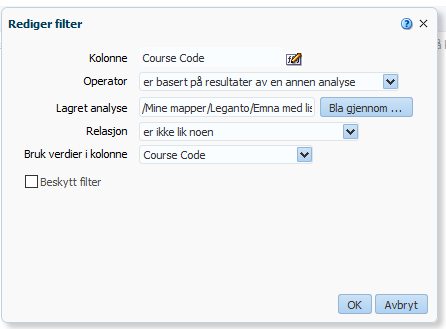 Rediger filter
Kolonne Course Code
Operator er basert på resultater av en annen analyse
Lagret analyse /Mine mapper/Leganto/Emna med lis Bla gjennom ...
Relasjon er ikke lik noen
Bruk verdier i kolonne Course Code
Beskytt filter
OK Avbryt